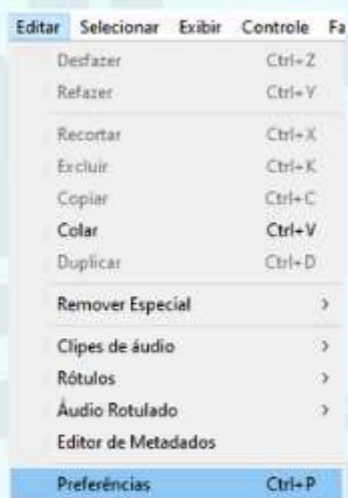 Editar Selecionar Exibir Controle Fa
Desfazer Ctrl+Z
Refazer Ctrl+Y
Recortar Ctrl+X
Excluir Ctrl+K
Copiar Ctrl+C
Colar Ctrl+V
Duplicar Ctrl+D
Remover Especial >
Clipes de áudio >
Rótulos >
Áudio Rotulado >
Editor de Metadados
Preferências Ctrl+P